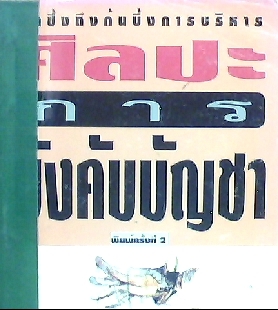 ถึงกึ๋นซึ่งการบริหาร
ศิลปะ
การ
บังคับบัญชา
พิมพ์ครั้งที่ 2